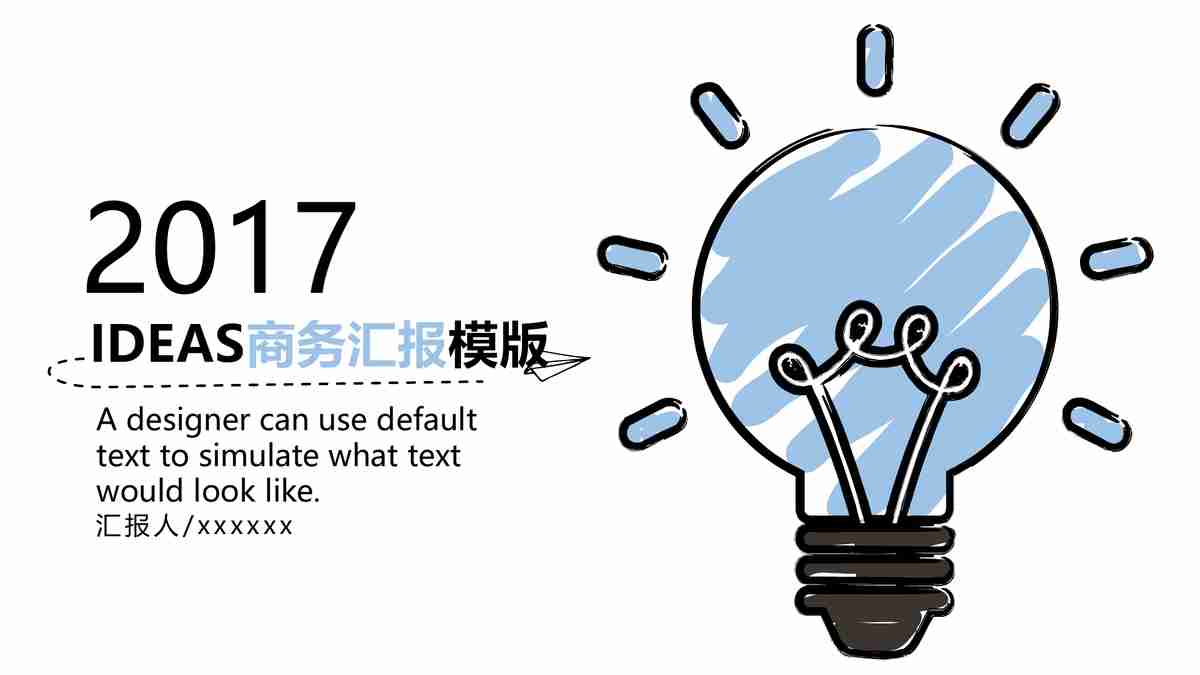 2017
IDEAS商务汇报模版
A designer can use default
text to simulate what text
would look like.
汇报人/xxxxxx